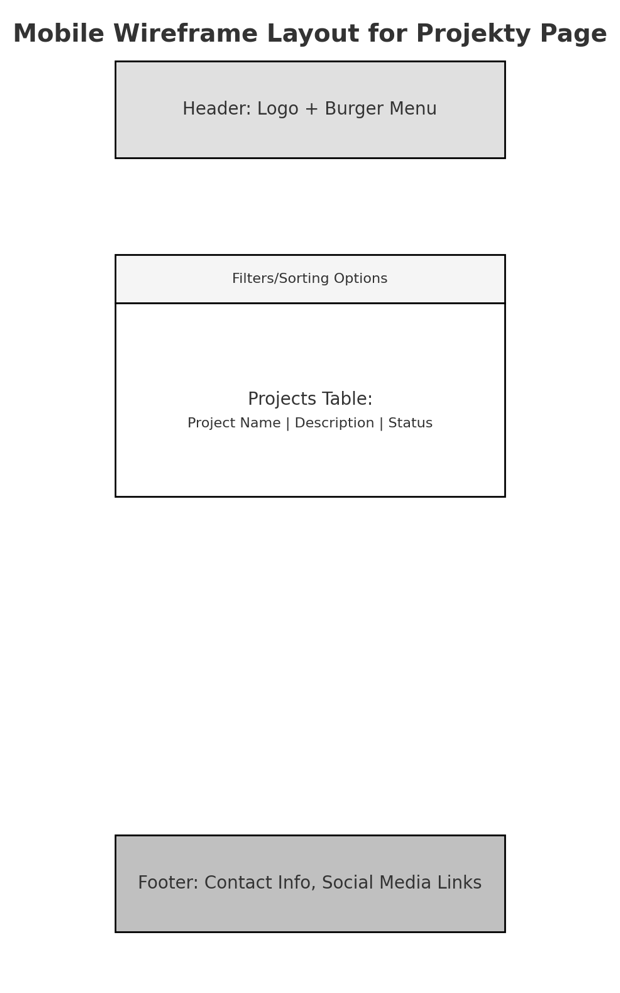 Mobile Wireframe Layout for Projekty Page
Header: Logo + Burger Menu
Filters/Sorting Options
Projects Table:
Project Name | Description | Status
Footer: Contact Info, Social Media Links